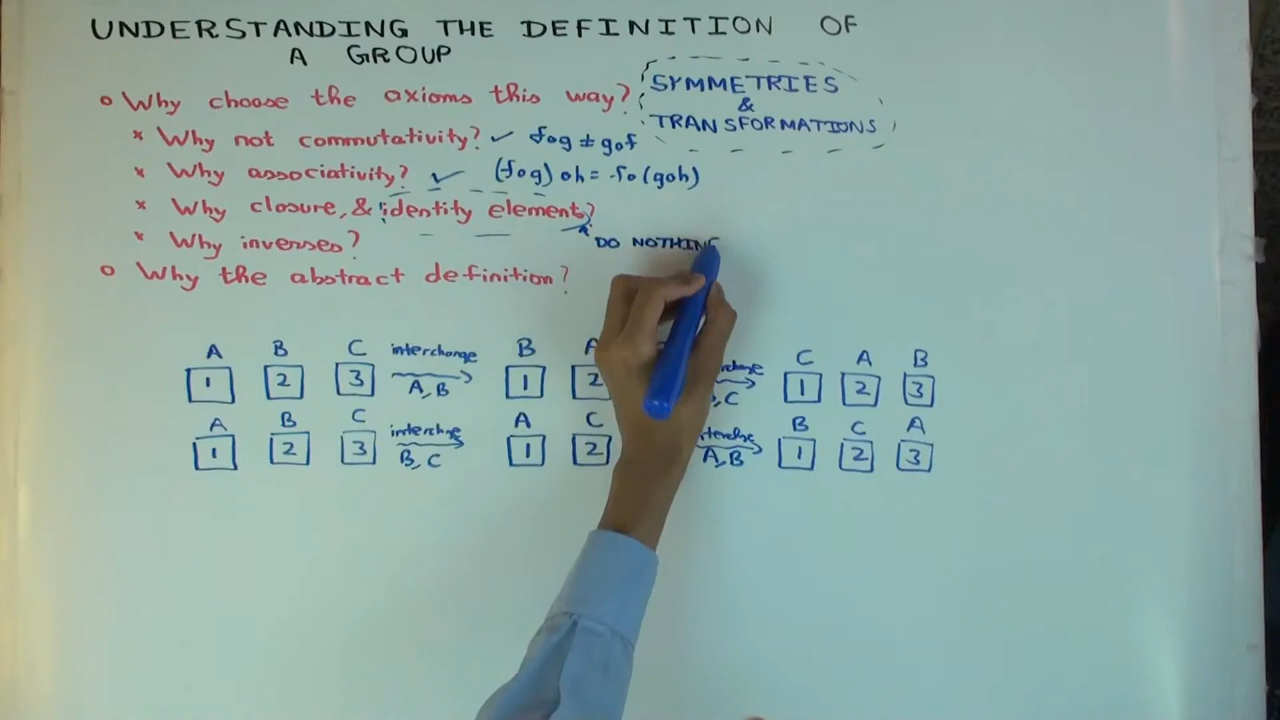 UNDERSTANDING THE DEFINITION OF
A GROUP
o Why choose the axioms this way? SYMMETRIES
&
TRANSFORMATIONS
* Why not commutativity? ✓ fog ≠ gof
* Why associativity? ✓ (fog) oh = fo (goh)
* Why closure, & identity element?
DO NOTHIN
* Why inverses?
o Why the abstract definition?
A B C interchange B A C A B
1 2 3 A, B 1 2 C 1 2 3
A B C interchange A C B C A
1 2 3 B, C 1 2 A, B 1 2 3